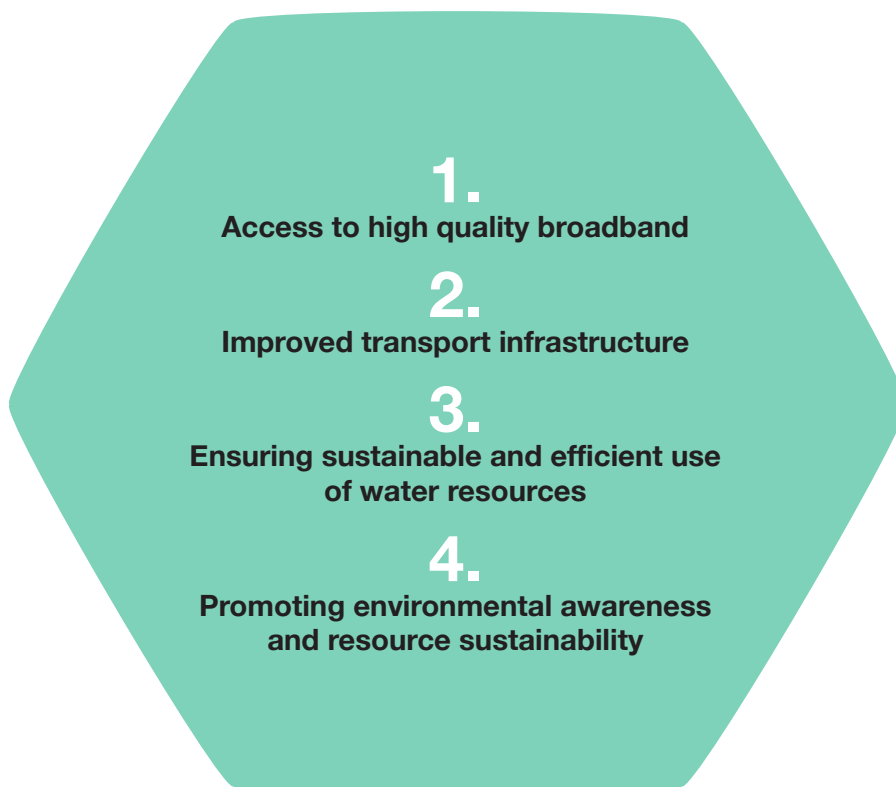 1.
Access to high quality broadband
2.
Improved transport infrastructure
3.
Ensuring sustainable and efficient use
of water resources
4.
Promoting environmental awareness
and resource sustainability